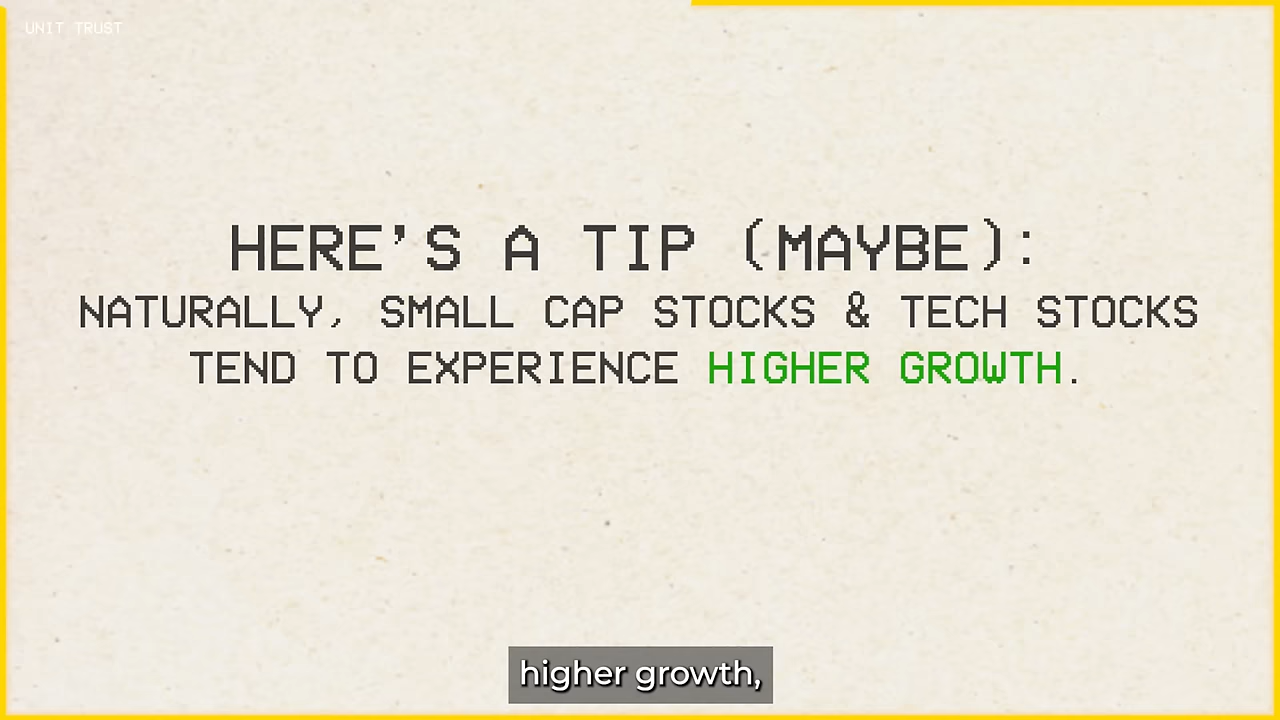 UNIT TRUST
HERE'S A TIP (MAYBE):
NATURALLY, SMALL CAP STOCKS & TECH STOCKS
TEND TO EXPERIENCE HIGHER GROWTH.
higher growth,